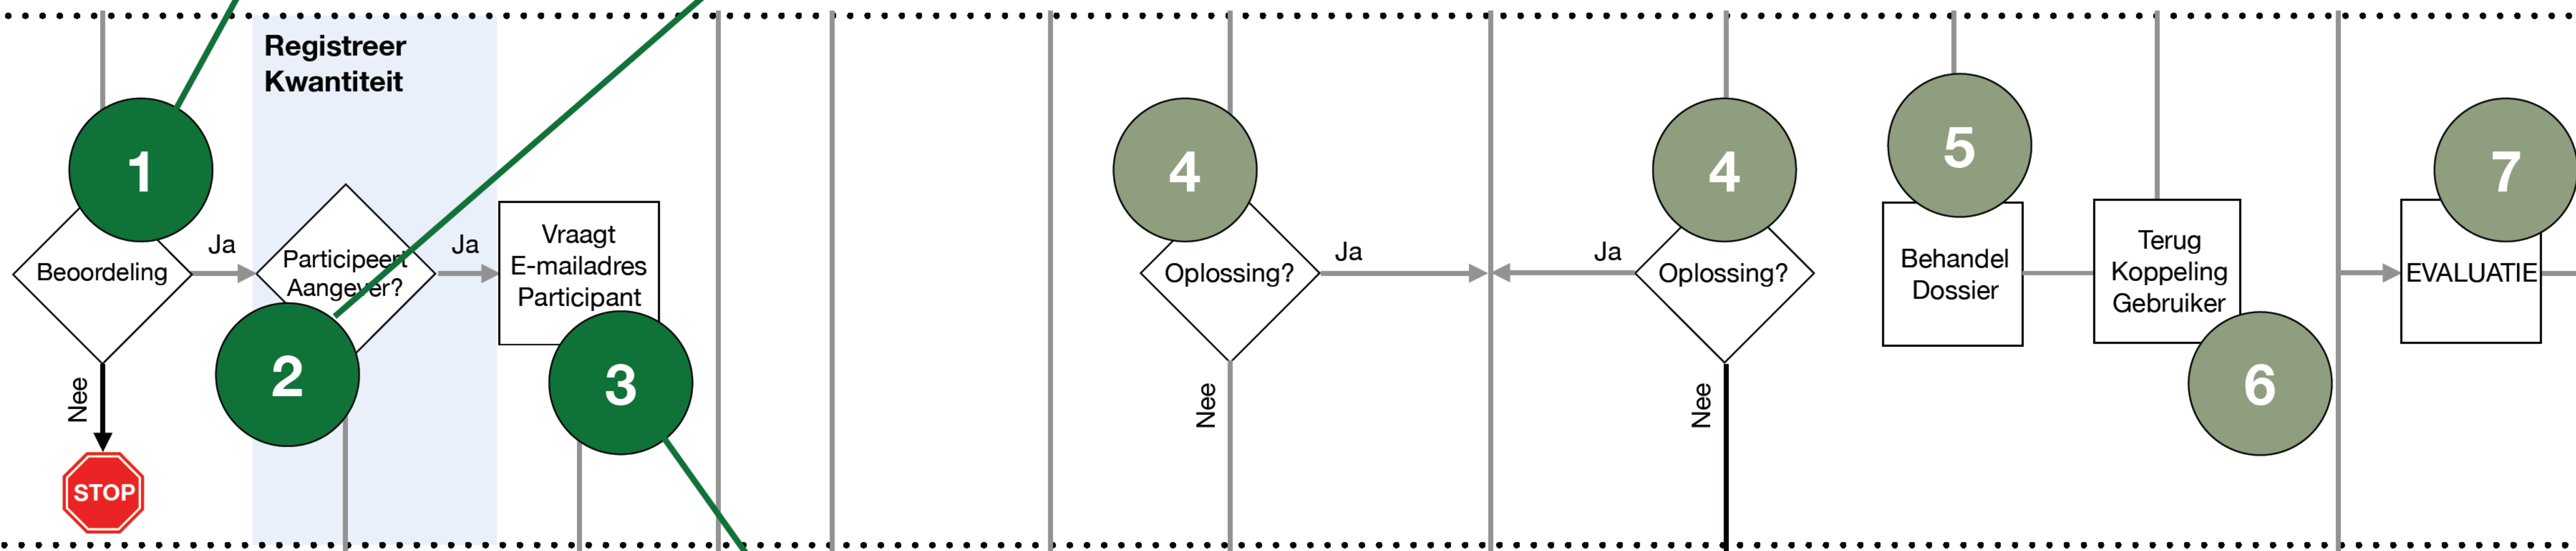 Registreer
Kwantiteit
1
Beoordeling
Ja
Nee
STOP
Participeert
Aangever?
2
Ja
Vraagt
E-mailadres
Participant
3
4
Oplossing?
Ja
Nee
4
Ja
Oplossing?
Nee
5
Behandel
Dossier
Terug
Koppeling
Gebruiker
6
7
EVALUATIE